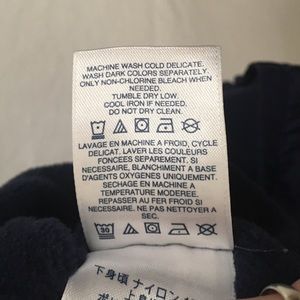 MACHINE WASH COLD DELICATE.
WASH DARK COLORS SEPARATELY.
ONLY NON-CHLORINE BLEACH WHEN
NEEDED.
TUMBLE DRY LOW.
COOL IRON IF NEEDED.
DO NOT DRY CLEAN.
LAVAGE EN MACHINE A FROID, CYCLE
DELICAT. LAVER LES COULEURS
FONCEES SEPAREMENT. SI
NECESSAIRE, BLANCHIMENT A BASE
D'AGENTS OXYGENES UNIQUEMENT.
SECHAGE EN MACHINE A
TEMPERATURE MODEREE.
REPASSER AU FER FROID SI
NECESSAIRE. NE PAS NETTOYER A
SEC.
30
下身頃 ナイロン